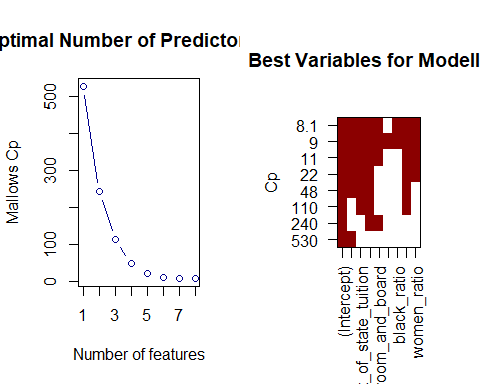 ptimal Number of Predictor
Mallows Cp
0
100
300
500
1
3
5
7
Number of features
Best Variables for Modell
Cp
8.1
9
11
22
48
110
240
530
(Intercept)
_of_state_tuition
room_and_board
black_ratio
women_ratio